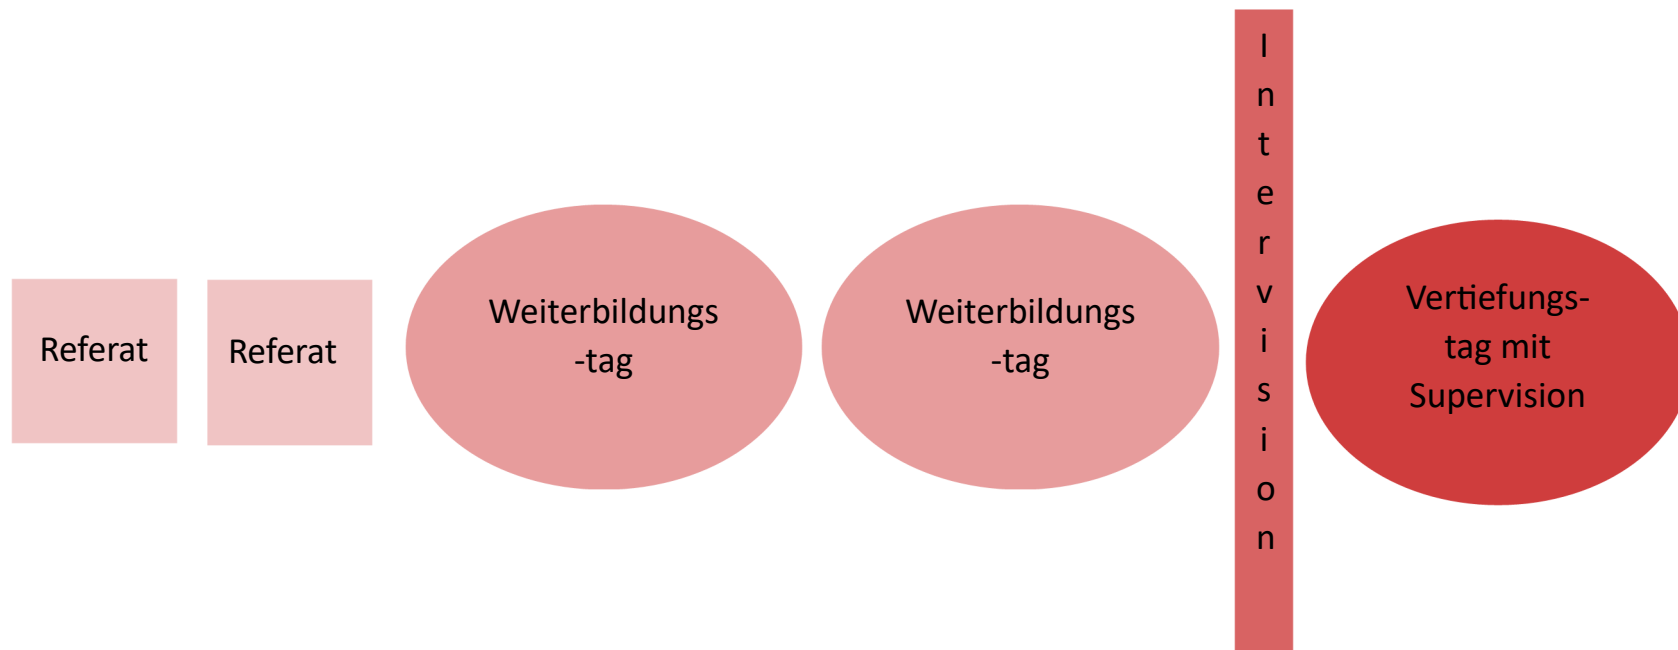 Referat
Referat
Weiterbildungs
-tag
Weiterbildungs
-tag
I
n
t
e
r
v
i
s
i
o
n
Vertiefungs-
tag mit
Supervision